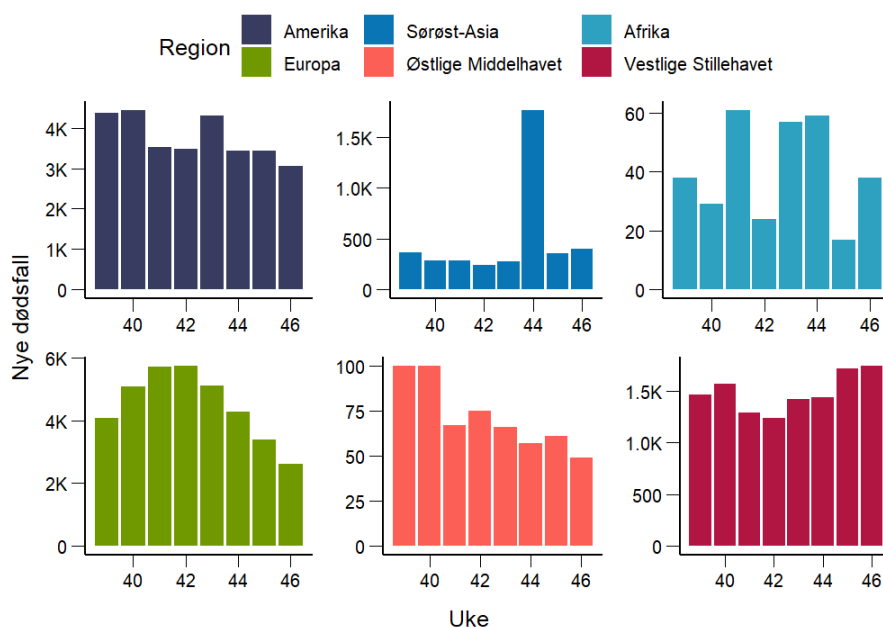 Region
Amerika
Sørøst-Asia
Afrika
Europa
Østlige Middelhavet
Vestlige Stillehavet
Nye dødsfall
4K
3K
2K
1K
0
40 42 44 46
1.5K
1.0K
500
0
40 42 44 46
60
40
20
0
40 42 44 46
6K
4K
2K
0
40 42 44 46
100
75
50
25
0
40 42 44 46
1.5K
1.0K
500
0
40 42 44 46
Uke